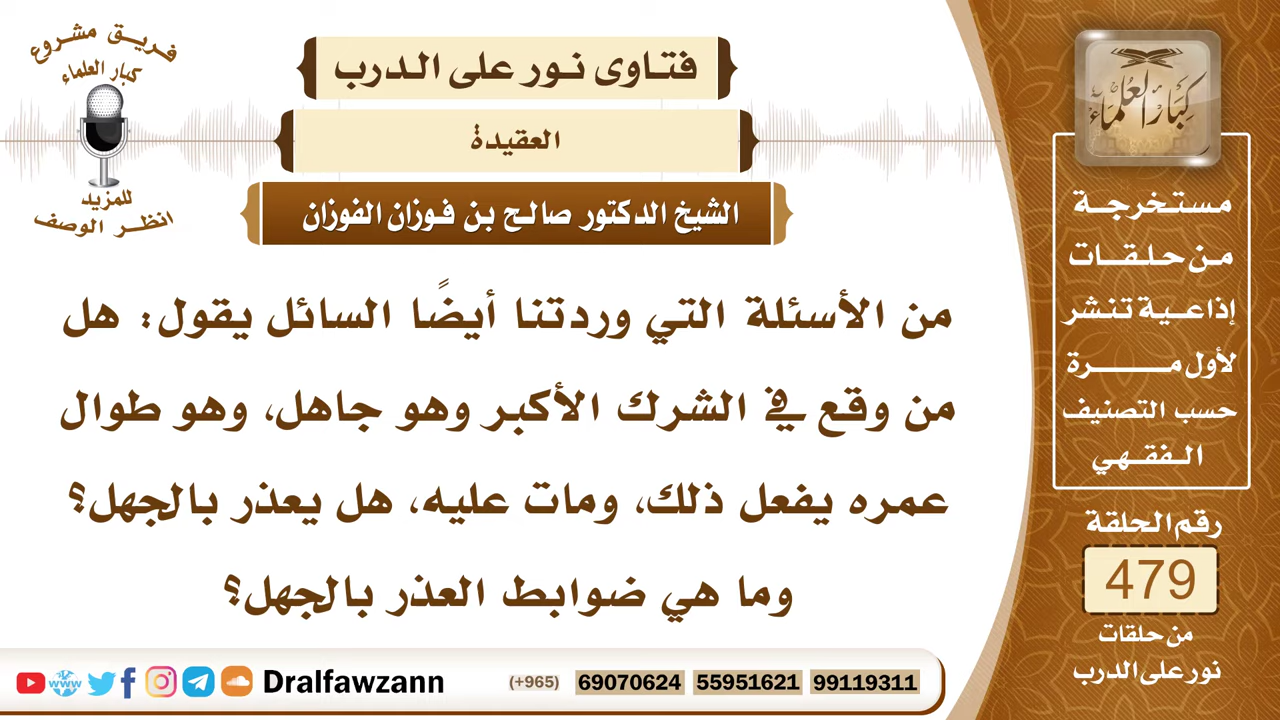 فريق مشروع
كبار العلماء
للمزيد
انظر الوصف
فتاوى نور على الدرب
العقيدة
الشيخ الدكتور صالح بن فوزان الفوزان
من الأسئلة التي وردتنا أيضًا السائل يقول: هل
من وقع في الشرك الأكبر وهو جاهل، وهو طوال
عمره يفعل ذلك، ومات عليه، هل يعذر بالجهل؟
وما هي ضوابط العذر بالجهل؟
كبار العلماء
مستخرجة
من حلقات
إذاعية تنشر
لأول مرة
حسب التصنيف
الفقهي
رقم الحلقة
479
من حلقات
نور على الدرب
www Dralfawzann (+965) 69070624 55951621 99119311